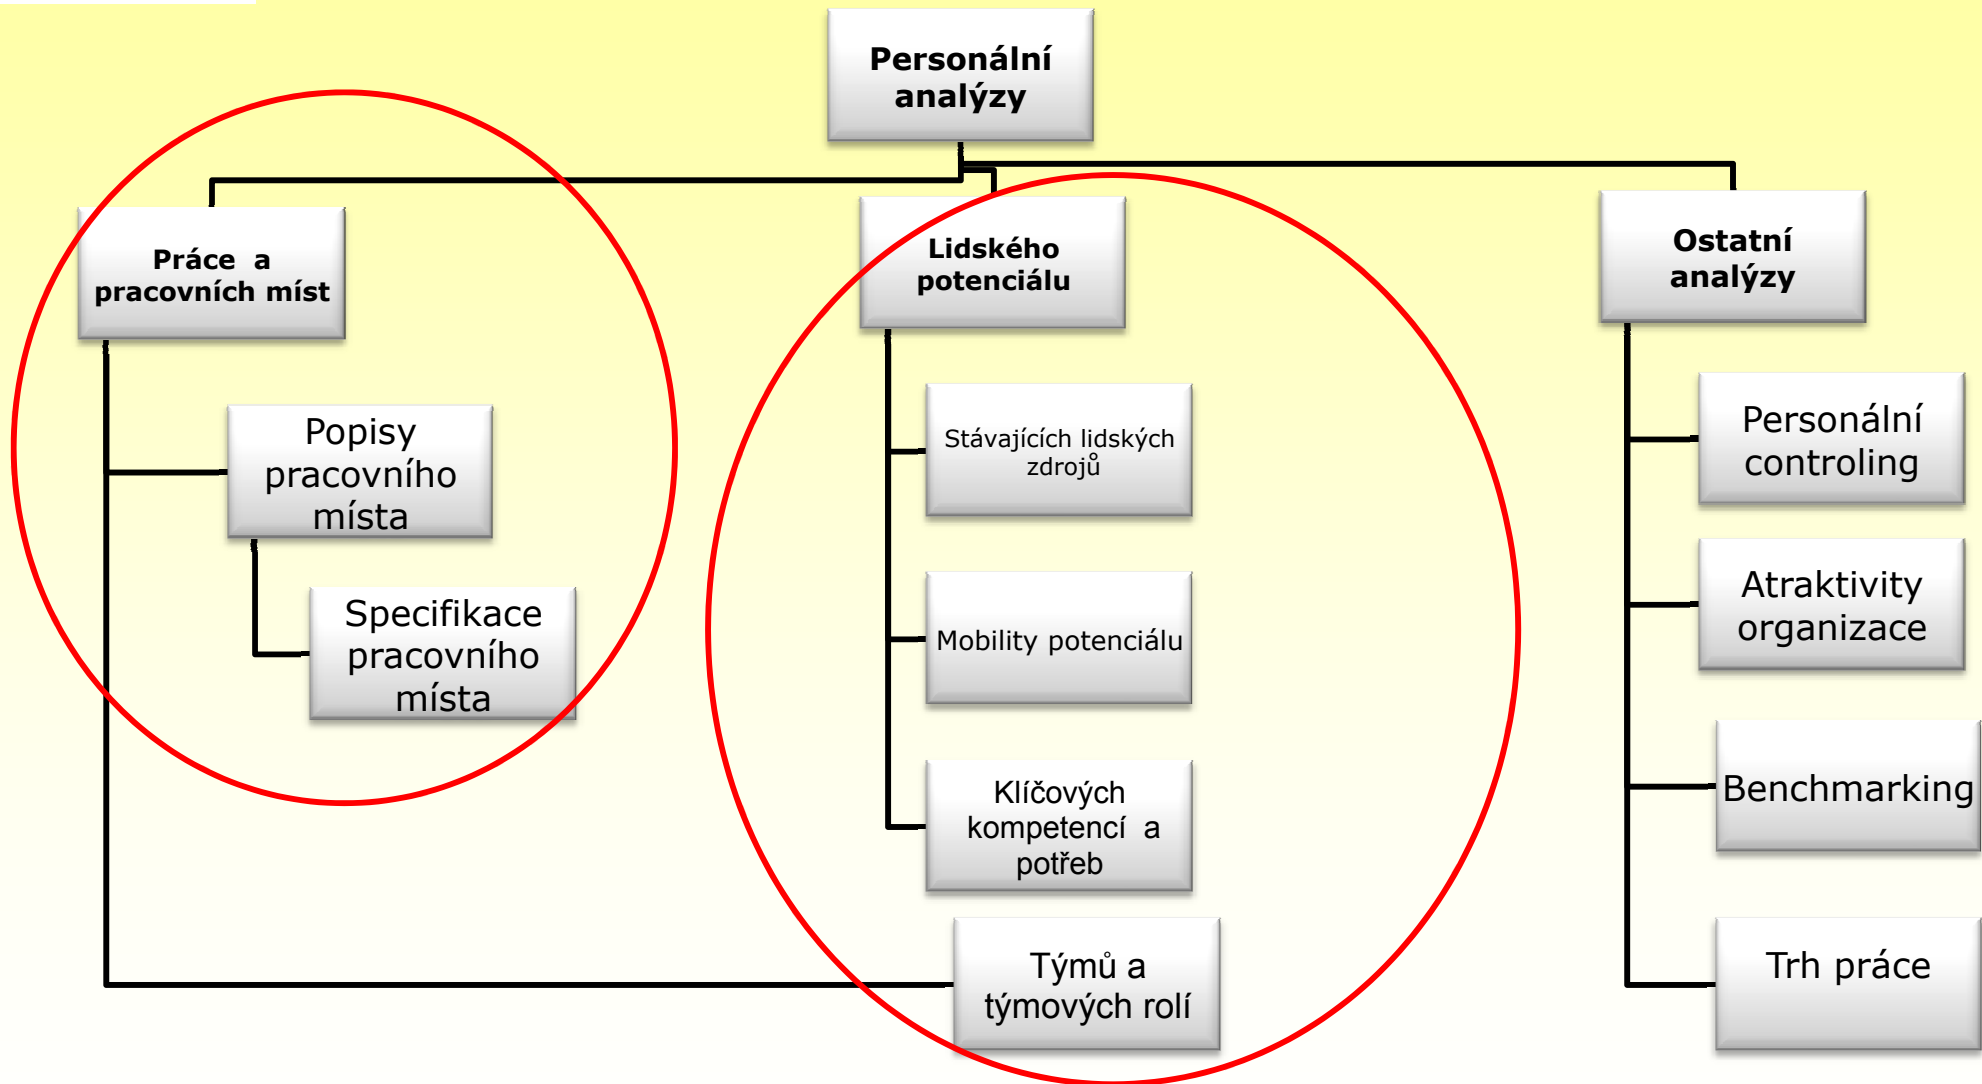 Personální
analýzy
Práce a
pracovních míst
Popisy
pracovního
místa
Specifikace
pracovního
místa
Lidského
potenciálu
Stávajících lidských
zdrojů
Mobility potenciálu
Klíčových
kompetencí a
potřeb
Týmů a
týmových rolí
Ostatní
analýzy
Personální
controling
Atraktivity
organizace
Benchmarking
Trh práce